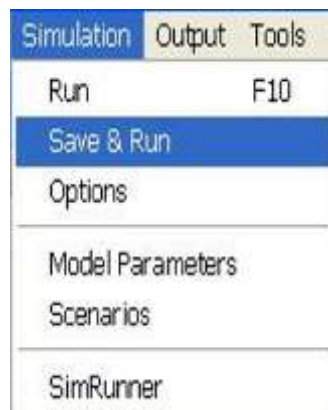 Simulation Output Tools
Run F10
Save & Run
Options
Model Parameters
Scenarios
SimRunner